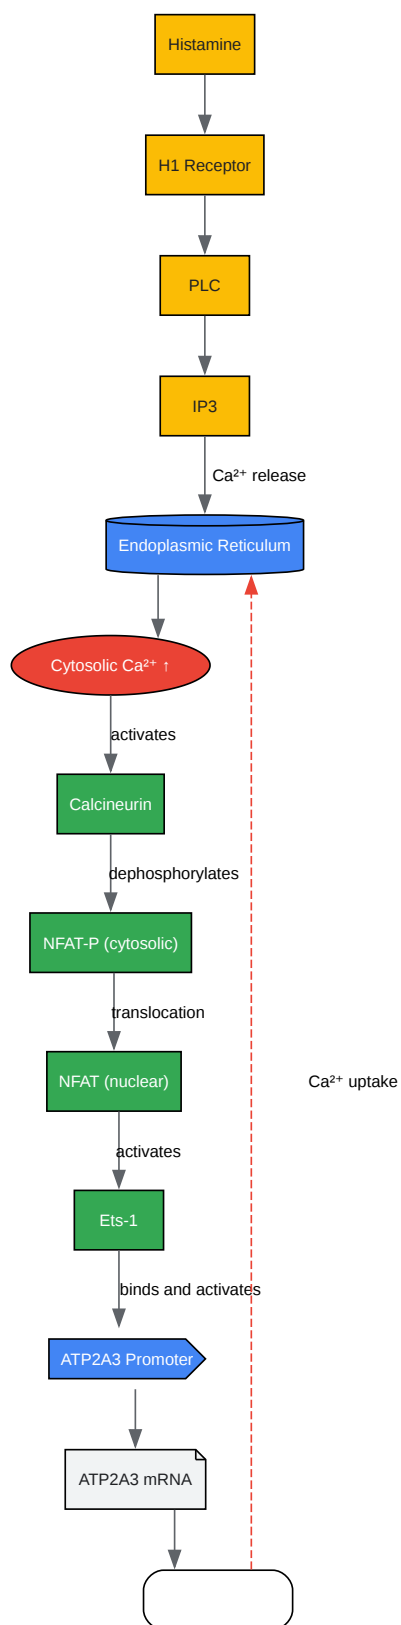 Histamine
H1 Receptor
PLC
IP3
Ca²⁺ release
Endoplasmic Reticulum
Cytosolic Ca²⁺ ↑
activates
Calcineurin
dephosphorylates
NFAT-P (cytosolic)
translocation
NFAT (nuclear)
Ca²⁺ uptake
activates
Ets-1
binds and activates
ATP2A3 Promoter
ATP2A3 mRNA